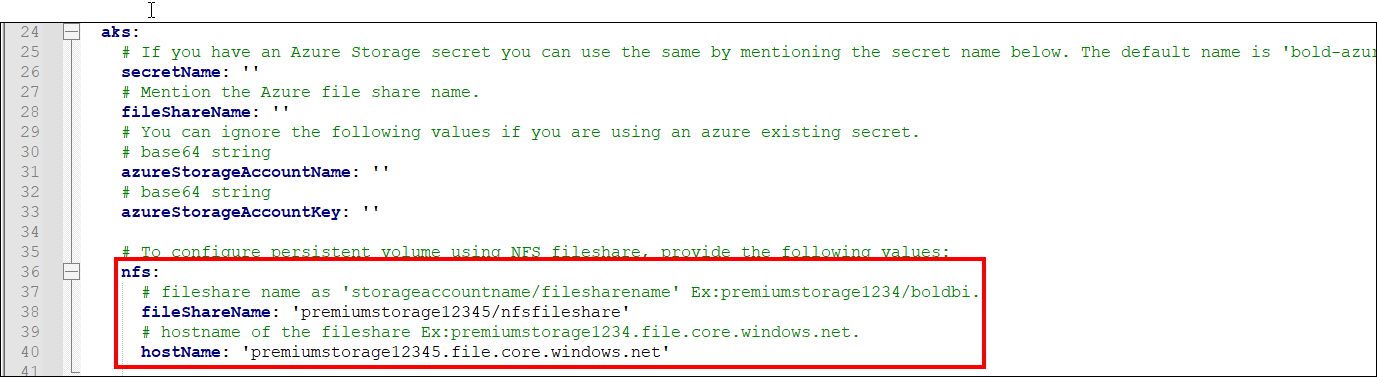 24 aks:
25 # If you have an Azure Storage secret you can use the same by mentioning the secret name below. The default name is 'bold-azur
26 secretName: ''
27 # Mention the Azure file share name.
28 fileShareName: ''
29 # You can ignore the following values if you are using an azure existing secret.
30 # base64 string
31 azureStorageAccountName: ''
32 # base64 string
33 azureStorageAccountKey: ''
34
35 # To configure persistent volume using NFS fileshare, provide the following values:
36 nfs:
37 # fileshare name as 'storageaccountname/filesharename' Ex:premiumstorage1234/boldbi.
38 fileShareName: 'premiumstorage12345/nfsfileshare'
39 # hostname of the fileshare Ex:premiumstorage1234.file.core.windows.net.
40 hostName: 'premiumstorage12345.file.core.windows.net'
41